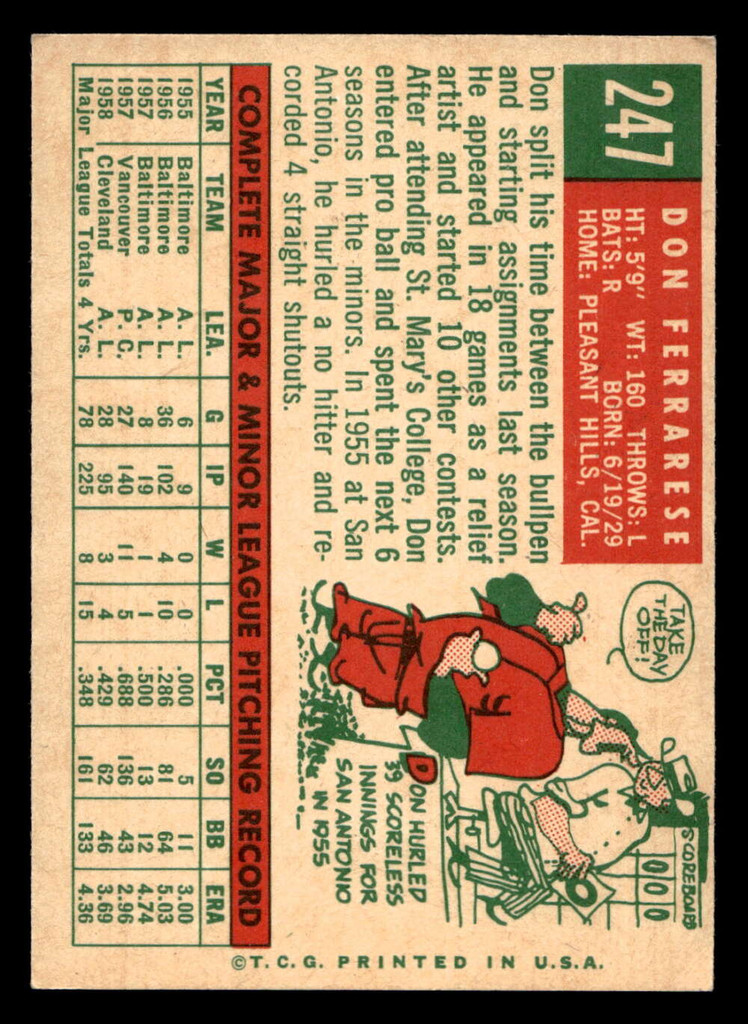 247
DON FERRARESE
HT: 5'9" WT: 160 THROWS: L
BATS: R BORN: 6/19/29
HOME: PLEASANT HILLS, CAL.
Don split his time between the bullpen
and starting assignments last season.
He appeared in 18 games as a relief
artist and started 10 other contests.
After attending St. Mary's College, Don
entered pro ball and spent the next 6
seasons in the minors. In 1955 at San
Antonio, he hurled a no hitter and re-
corded 4 straight shutouts.
TAKE
THE DAY
OFF!
SCOREBOARD
000
DON HURLED
39 SCORELESS
INNINGS FOR
SAN ANTONIO
IN 1955
COMPLETE MAJOR & MINOR LEAGUE PITCHING RECORD
YEAR TEAM LEA. G IP W L PCT SO BB ERA
1955 Baltimore A. L. 6 9 0 0 .000 5 11 3.00
1956 Baltimore A. L. 36 102 4 10 .286 81 64 5.03
1957 Baltimore A. L. 8 19 1 1 .500 13 12 4.74
1957 Vancouver P. C. 27 140 11 5 .688 136 43 2.96
1958 Cleveland A. L. 28 95 3 4 .429 62 46 3.69
Major League Totals 4 Yrs. 78 225 8 15 .348 161 133 4.36
©T.C.G. PRINTED IN U.S.A.